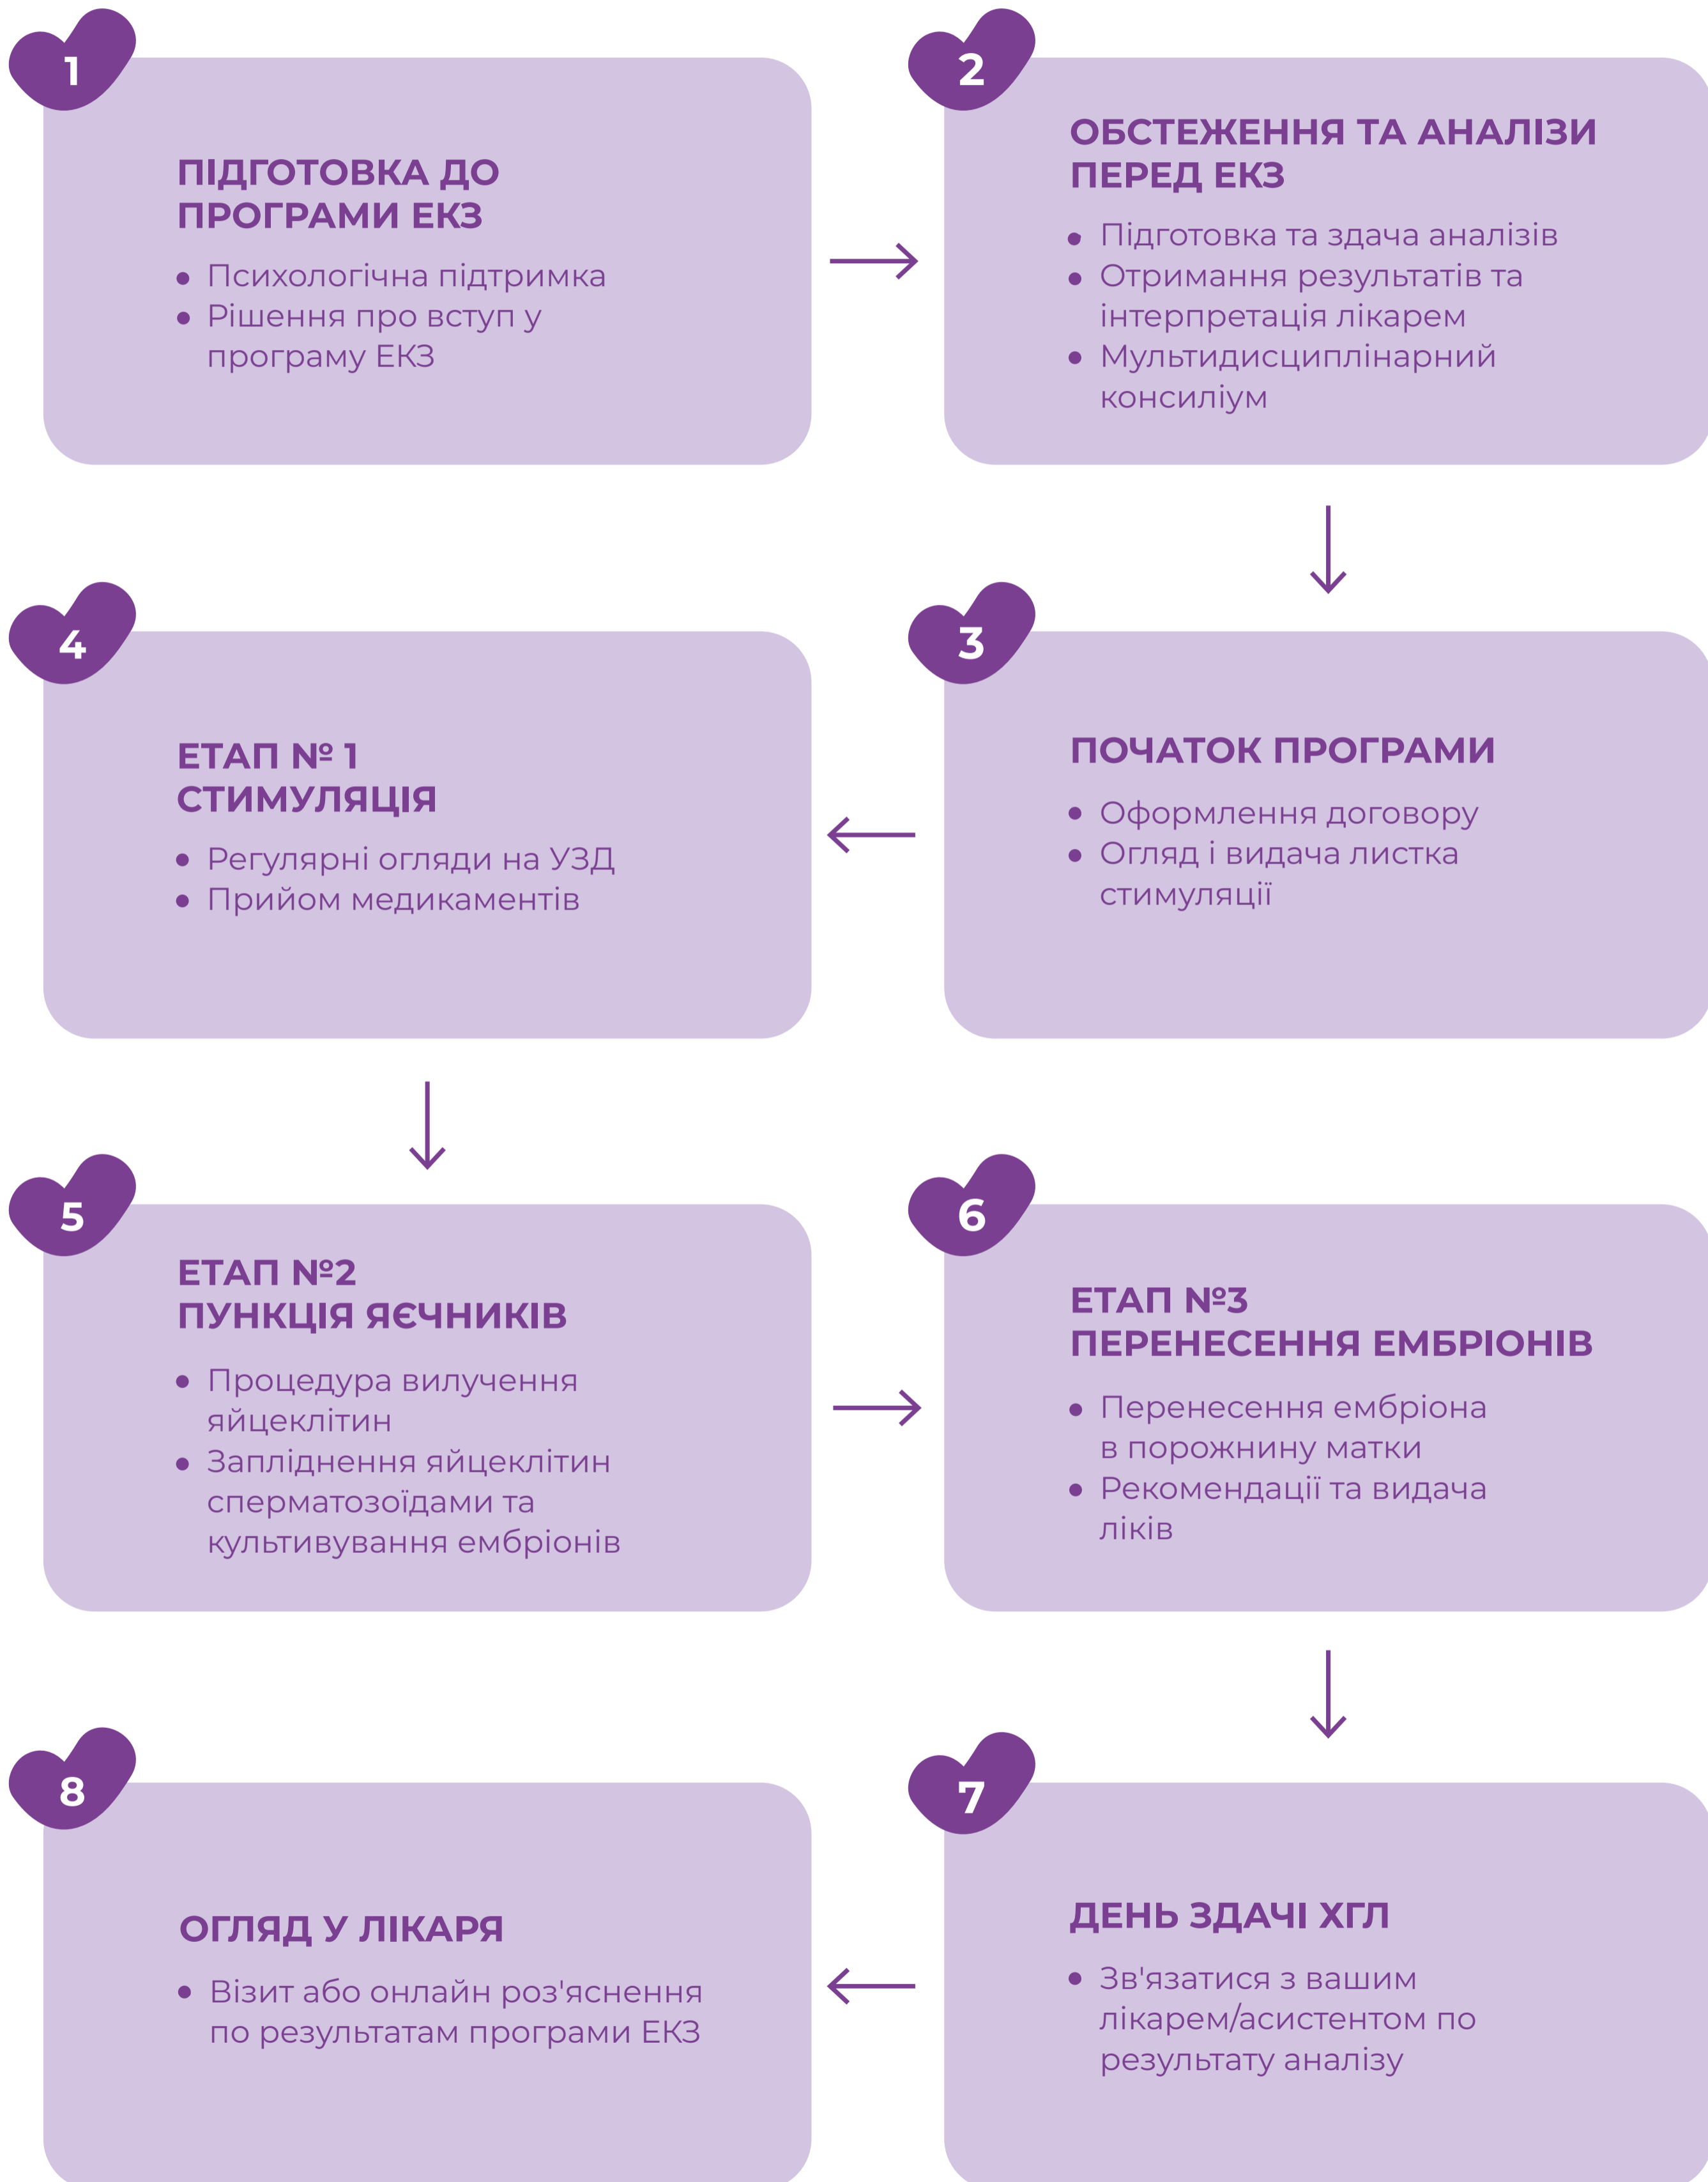 1
ПІДГОТОВКА ДО
ПРОГРАМИ ЕКЗ
Психологічна підтримка
Рішення про вступ у
програму ЕКЗ
2
ОБСТЕЖЕННЯ ТА АНАЛІЗИ
ПЕРЕД ЕКЗ
Підготовка та здача аналізів
Отримання результатів та
інтерпретація лікарем
Мультидисциплінарний
консиліум
3
ПОЧАТОК ПРОГРАМИ
Оформлення договору
Огляд і видача листка
стимуляції
4
ЕТАП № 1
СТИМУЛЯЦІЯ
Регулярні огляди на УЗД
Прийом медикаментів
5
ЕТАП №2
ПУНКЦІЯ ЯЄЧНИКІВ
Процедура вилучення
яйцеклітин
Запліднення яйцеклітин
сперматозоїдами та
культивування ембріонів
6
ЕТАП №3
ПЕРЕНЕСЕННЯ ЕМБРІОНІВ
Перенесення ембріона
в порожнину матки
Рекомендації та видача
ліків
7
ДЕНЬ ЗДАЧІ ХГЛ
Зв'язатися з вашим
лікарем/асистентом по
результату аналізу
8
ОГЛЯД У ЛІКАРЯ
Візит або онлайн роз'яснення
по результатам програми ЕКЗ